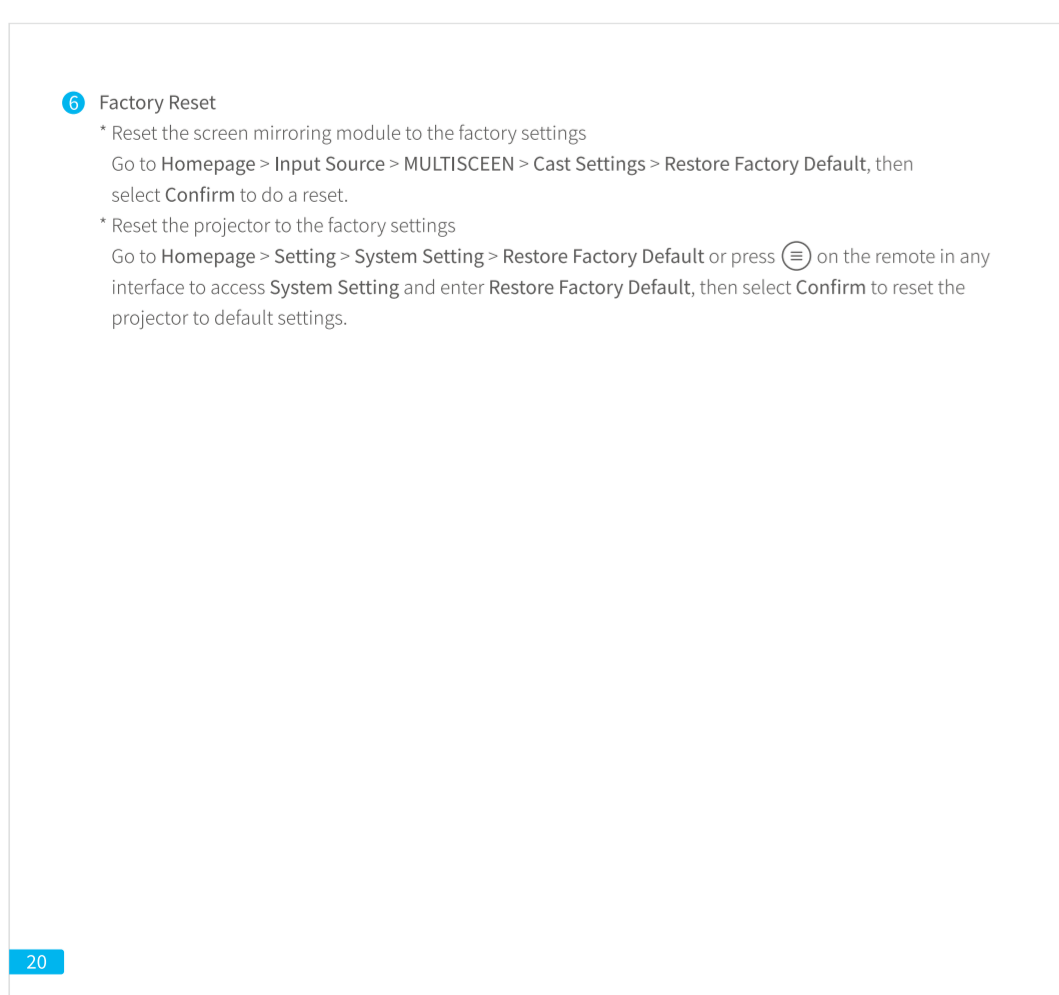 6 Factory Reset
* Reset the screen mirroring module to the factory settings
Go to Homepage > Input Source > MULTISCEEN > Cast Settings > Restore Factory Default, then
select Confirm to do a reset.
* Reset the projector to the factory settings
Go to Homepage > Setting > System Setting > Restore Factory Default or press on the remote in any
interface to access System Setting and enter Restore Factory Default, then select Confirm to reset the
projector to default settings.
20